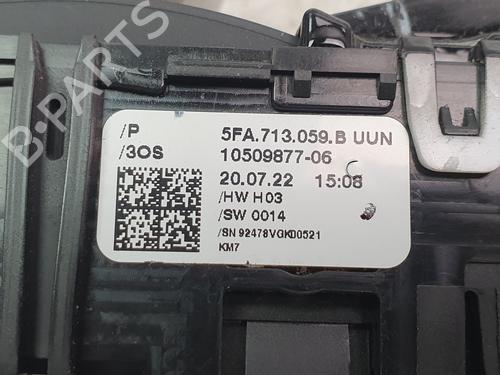 B-PARTS
/P 5FA.713.059.B UUN
/3OS 10509877-06
20.07.22 15:08
/HW H03
/SW 0014
/SN 92478VGK00521
KM7